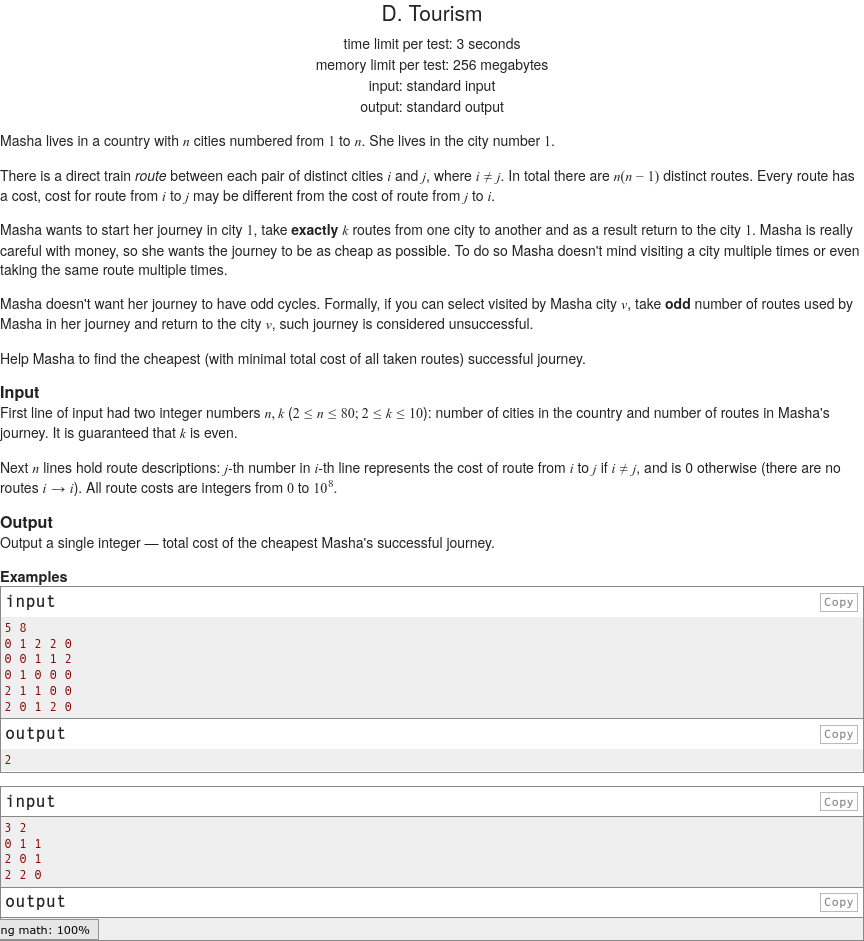 D. Tourism
time limit per test: 3 seconds
memory limit per test: 256 megabytes
input: standard input
output: standard output
Masha lives in a country with n cities numbered from 1 to n. She lives in the city number 1.
There is a direct train route between each pair of distinct cities i and j, where i ≠ j. In total there are n(n − 1) distinct routes. Every route has
a cost, cost for route from i to j may be different from the cost of route from j to i.
Masha wants to start her journey in city 1, take exactly k routes from one city to another and as a result return to the city 1. Masha is really
careful with money, so she wants the journey to be as cheap as possible. To do so Masha doesn't mind visiting a city multiple times or even
taking the same route multiple times.
Masha doesn't want her journey to have odd cycles. Formally, if you can select visited by Masha city v, take odd number of routes used by
Masha in her journey and return to the city v, such journey is considered unsuccessful.
Help Masha to find the cheapest (with minimal total cost of all taken routes) successful journey.
Input
First line of input had two integer numbers n, k (2 ≤ n ≤ 80; 2 ≤ k ≤ 10): number of cities in the country and number of routes in Masha's
journey. It is guaranteed that k is even.
Next n lines hold route descriptions: j-th number in i-th line represents the cost of route from i to j if i ≠ j, and is 0 otherwise (there are no
routes i → i). All route costs are integers from 0 to 10⁸.
Output
Output a single integer — total cost of the cheapest Masha's successful journey.
Examples
input Copy
5 8
0 1 2 2 0
0 0 1 1 2
0 1 0 0 0
2 1 1 0 0
2 0 1 2 0
output Copy
2
input Copy
3 2
0 1 1
2 0 1
2 2 0
output Copy
ng math: 100%